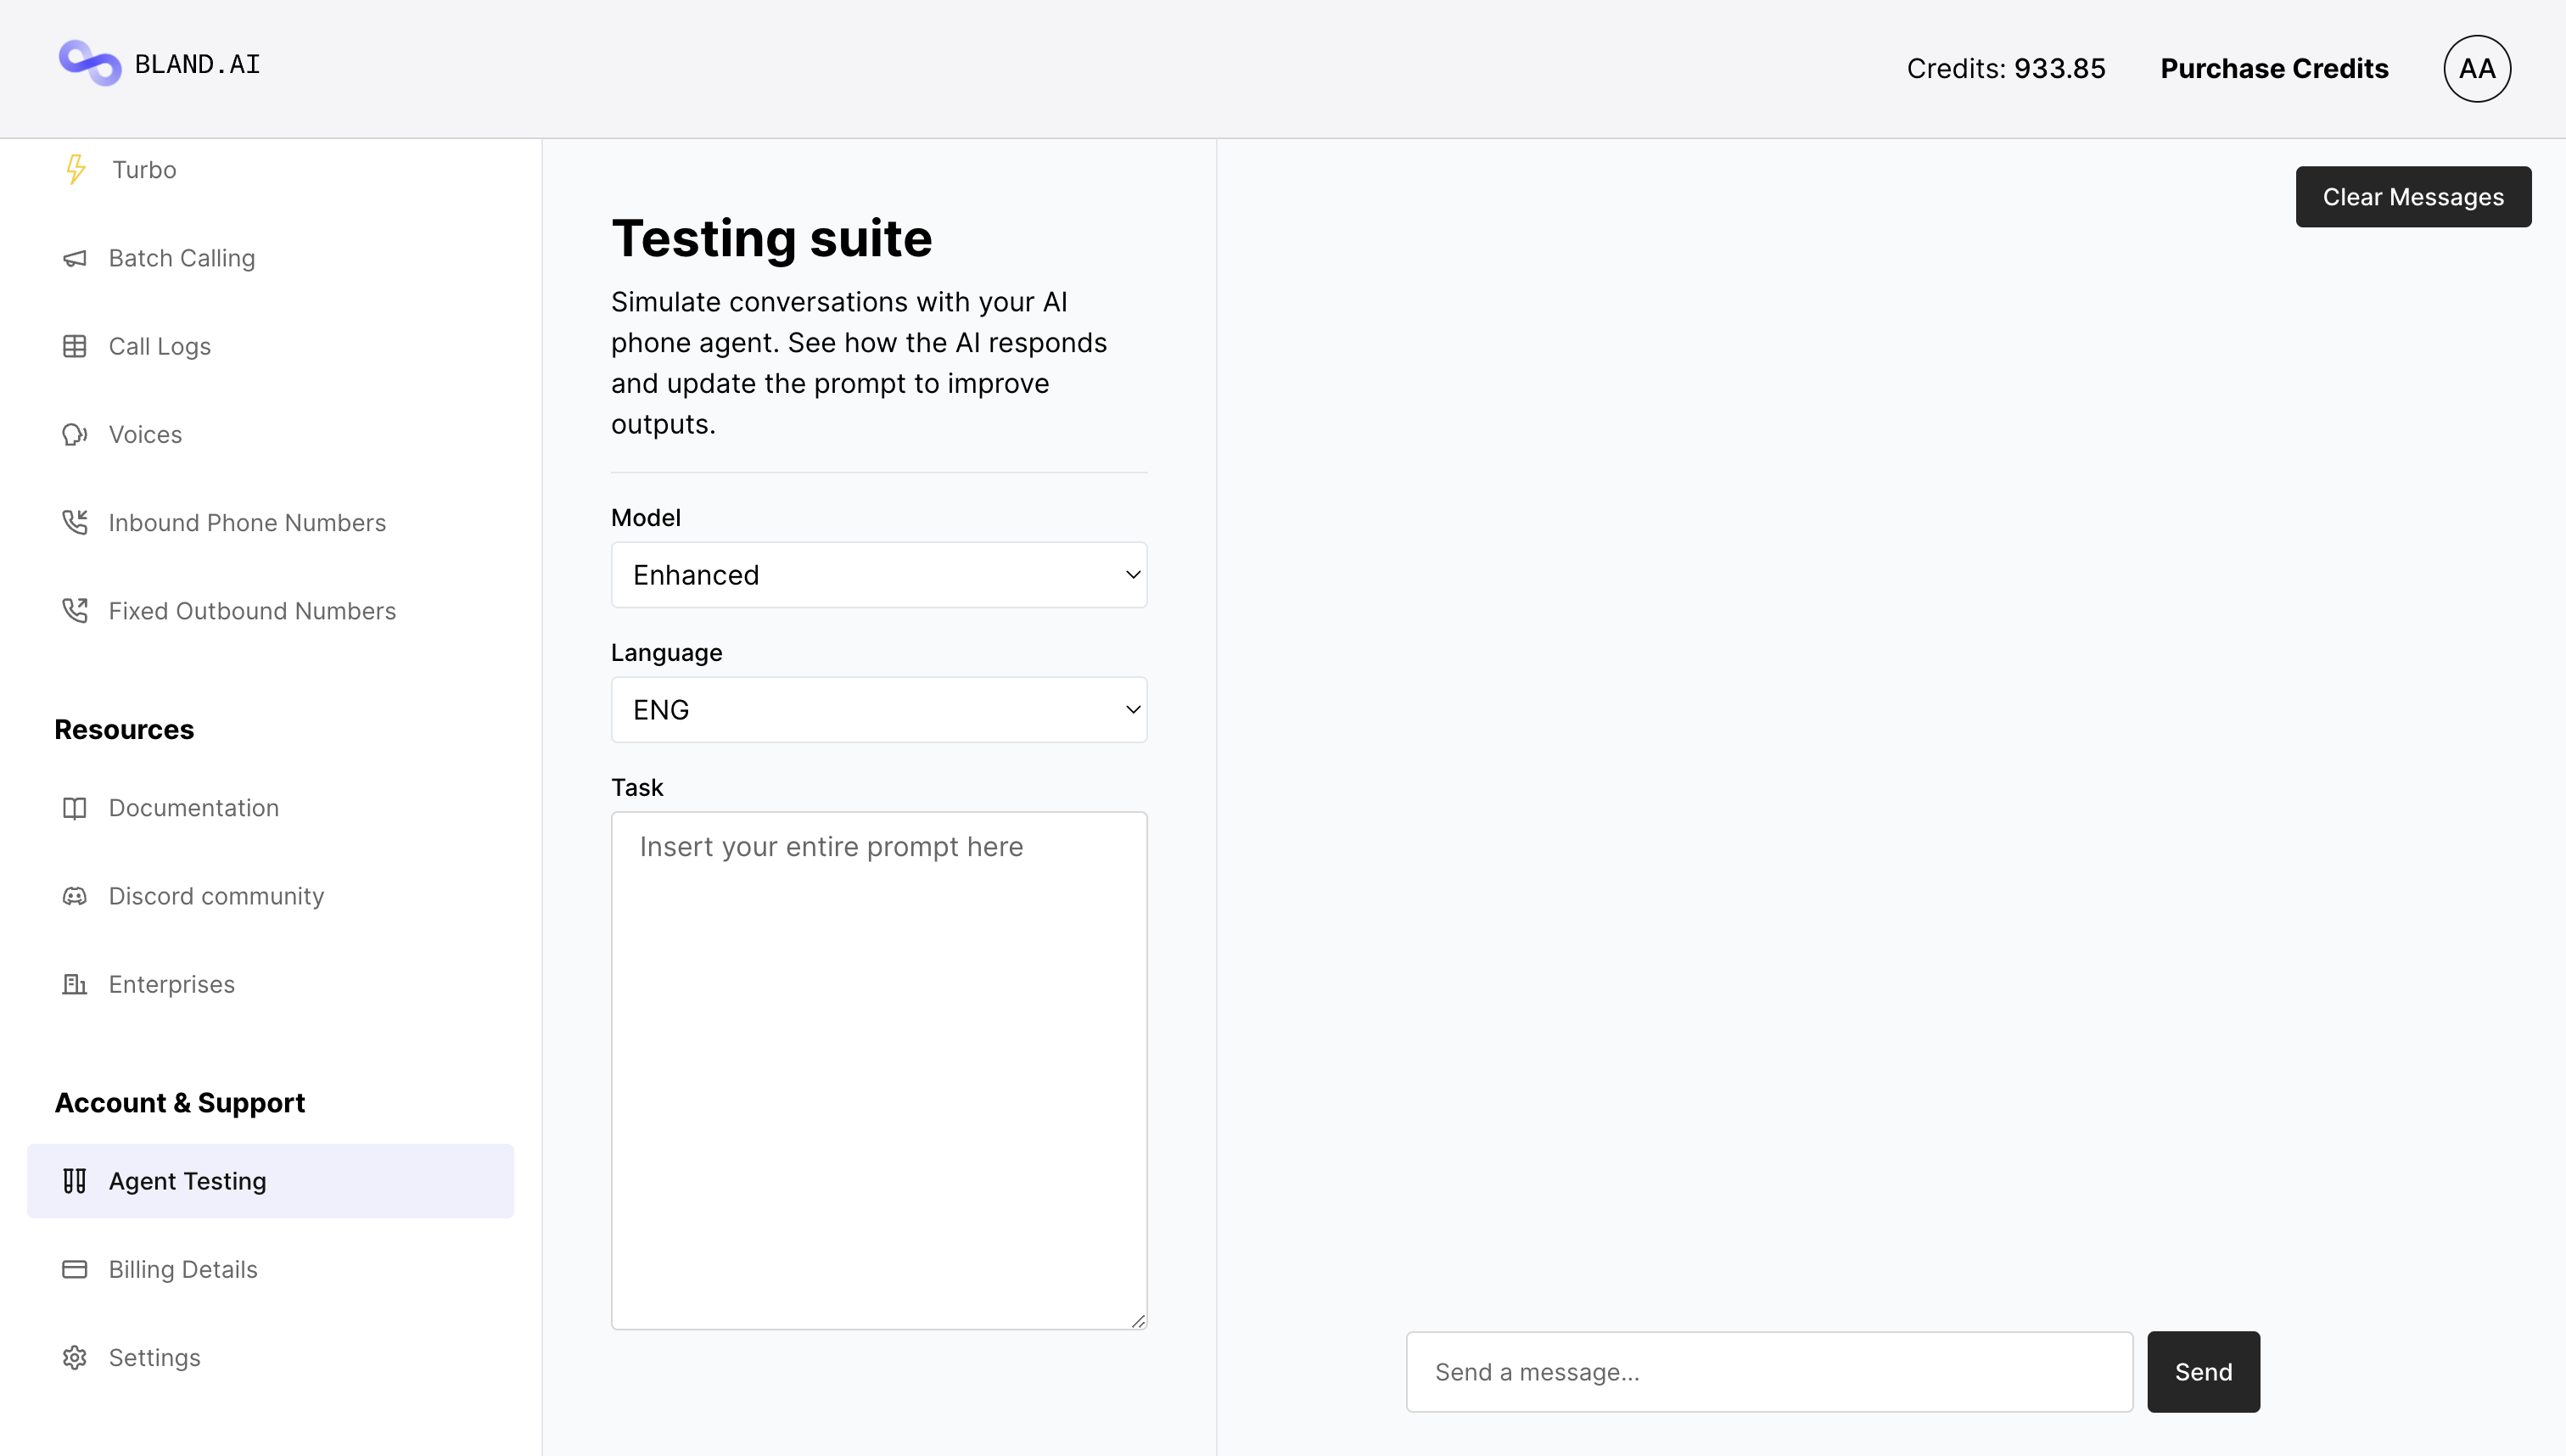 BLAND.AI
Credits: 933.85
Purchase Credits
AA
Turbo
Batch Calling
Call Logs
Voices
Inbound Phone Numbers
Fixed Outbound Numbers
Resources
Documentation
Discord community
Enterprises
Account & Support
Agent Testing
Billing Details
Settings
Testing suite
Simulate conversations with your AI
phone agent. See how the AI responds
and update the prompt to improve
outputs.
Model
Enhanced
Language
ENG
Task
Insert your entire prompt here
Clear Messages
Send a message...
Send